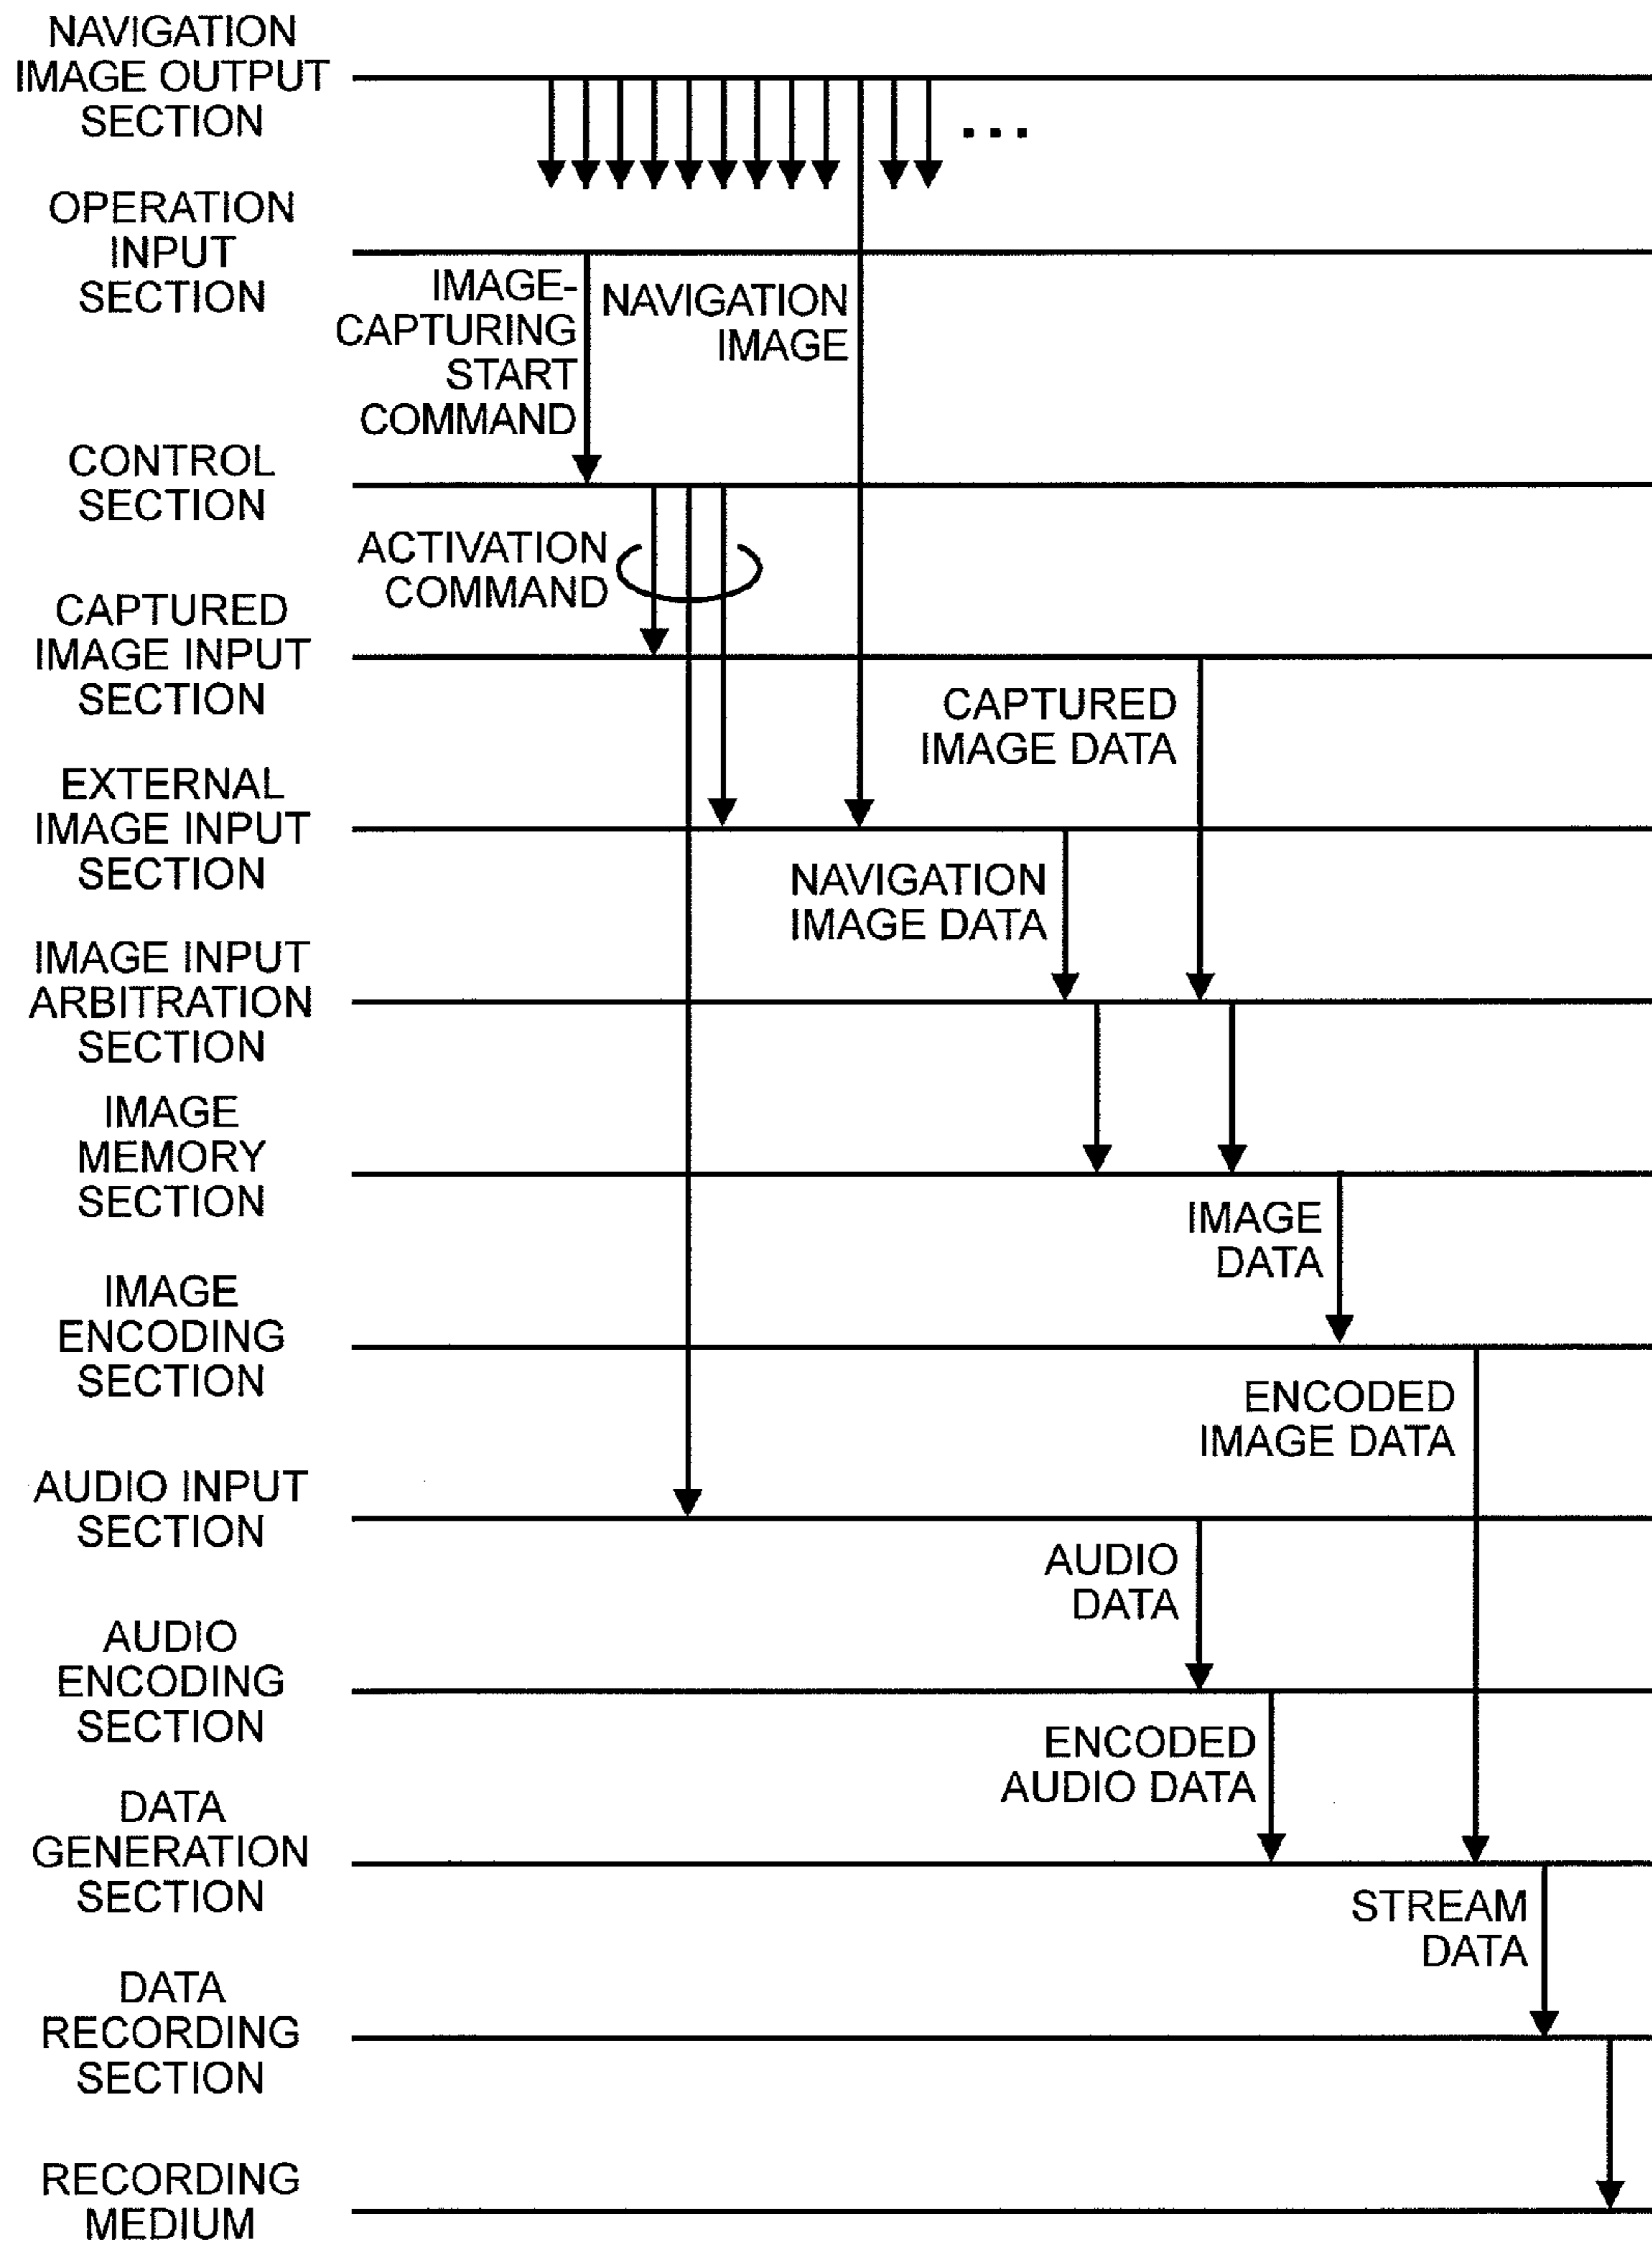 NAVIGATION
IMAGE OUTPUT
SECTION
...
OPERATION
INPUT
SECTION
IMAGE-
CAPTURING
START
COMMAND
NAVIGATION
IMAGE
CONTROL
SECTION
ACTIVATION
COMMAND
CAPTURED
IMAGE INPUT
SECTION
CAPTURED
IMAGE DATA
EXTERNAL
IMAGE INPUT
SECTION
NAVIGATION
IMAGE DATA
IMAGE INPUT
ARBITRATION
SECTION
IMAGE
MEMORY
SECTION
IMAGE
DATA
IMAGE
ENCODING
SECTION
ENCODED
IMAGE DATA
AUDIO INPUT
SECTION
AUDIO
DATA
AUDIO
ENCODING
SECTION
ENCODED
AUDIO DATA
DATA
GENERATION
SECTION
STREAM
DATA
DATA
RECORDING
SECTION
RECORDING
MEDIUM